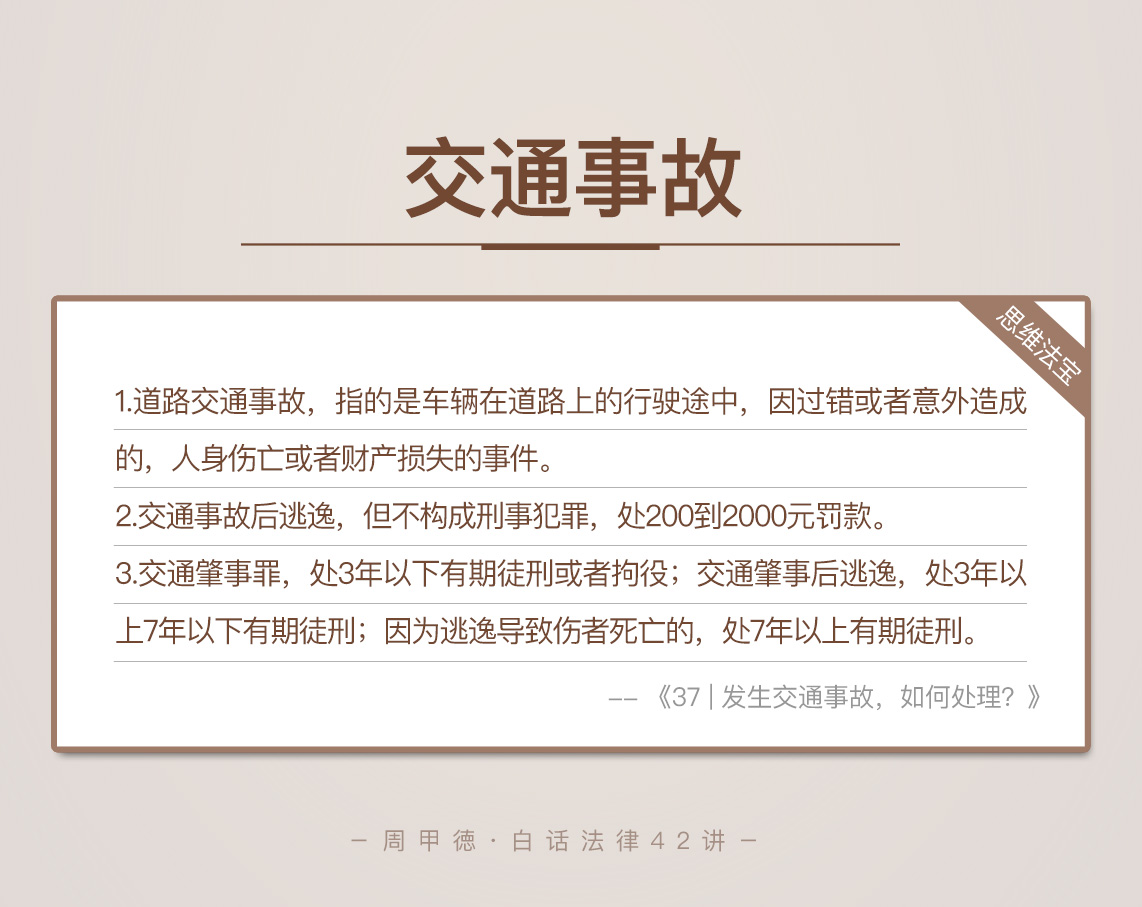 交通事故
思维法宝
1.道路交通事故，指的是车辆在道路上的行驶途中，因过错或者意外造成
的，人身伤亡或者财产损失的事件。
2.交通事故后逃逸，但不构成刑事犯罪，处200到2000元罚款。
3.交通肇事罪，处3年以下有期徒刑或者拘役；交通肇事后逃逸，处3年以
上7年以下有期徒刑；因为逃逸导致伤者死亡的，处7年以上有期徒刑。
-- 《37 | 发生交通事故，如何处理？》
— 周甲徳 · 白话法律42讲 —